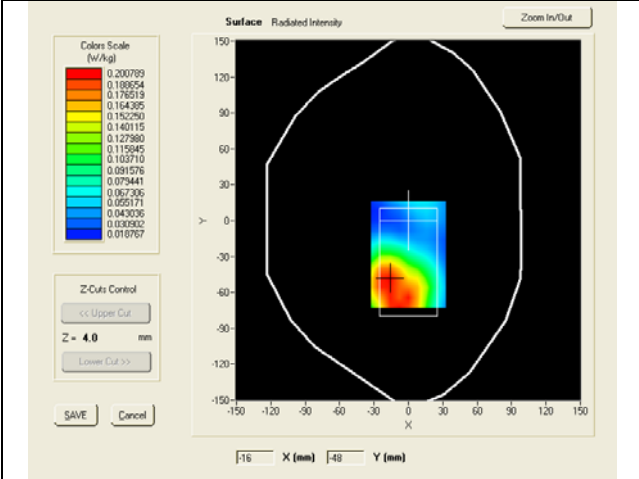 Surface Radiated Intensity
Zoom In/Out
Colors Scale
(W/kg)
0.200789
0.188654
0.176519
0.164385
0.152250
0.140115
0.127980
0.115845
0.103710
0.091576
0.079441
0.067306
0.055171
0.043036
0.030902
0.018767
Z-Cuts Control
<< Upper Cut
Z = 4.0 mm
Lower Cut >>
SAVE Cancel
150
120
90
60
30
0
-30
-60
-90
-120
-150
Y
-150 -120 -90 -60 -30 0 30 60 90 120 150
X
-16 X (mm) -48 Y (mm)